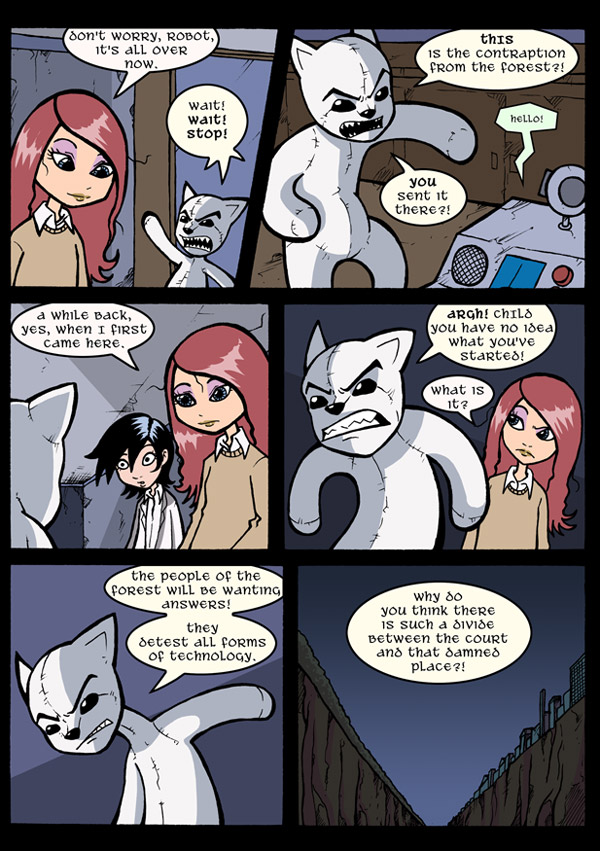 don't worry, robot,
it's all over
now.
wait!
wait!
stop!
this
is the contraption
from the forest?!
hello!
you
sent it
there?!
a while back,
yes, when I first
came here.
argh! child
you have no idea
what you've
started!
what is
it?
the people of the
forest will be wanting
answers!
they
detest all forms
of technology.
why do
you think there
is such a divide
between the court
and that damned
place?!